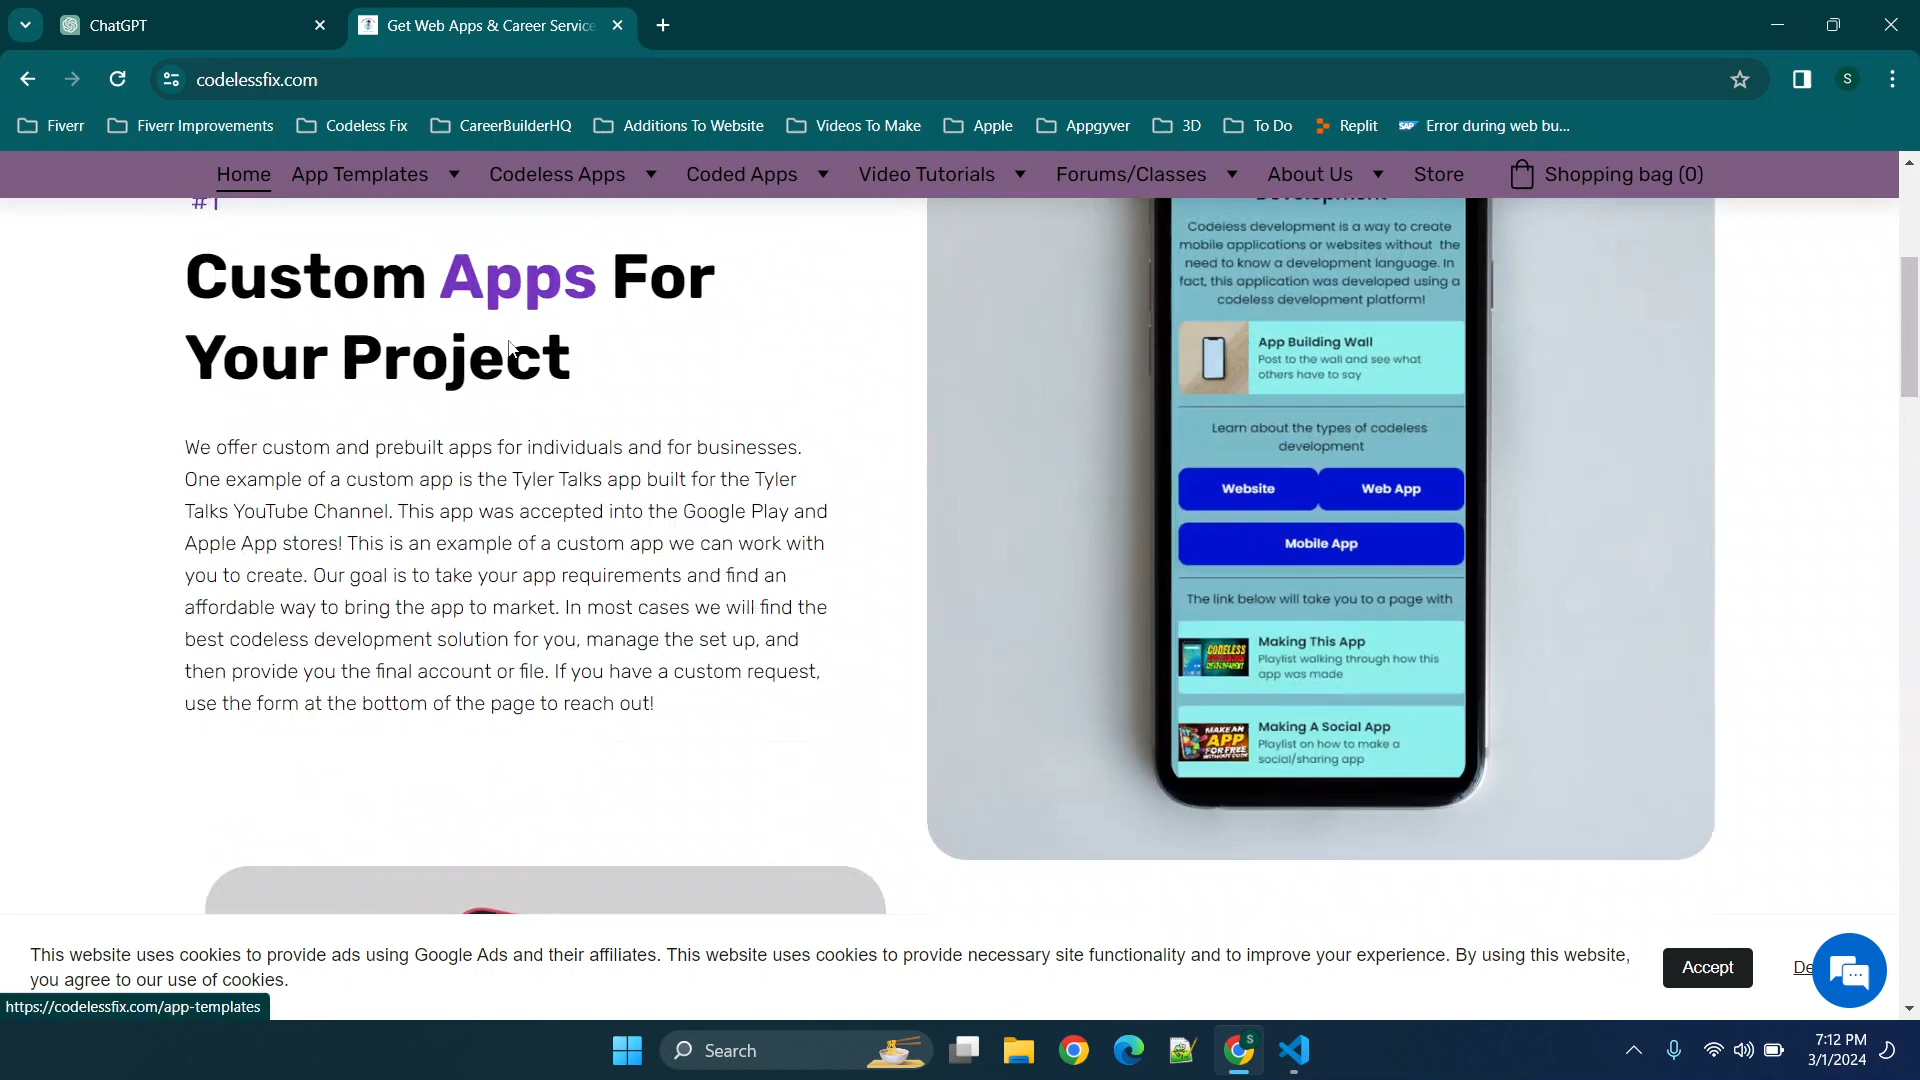 ChatGPT
Get Web Apps & Career Service
codelessfix.com
S
Fiverr
Fiverr Improvements
Codeless Fix
CareerBuilderHQ
Additions To Website
Videos To Make
Apple
Appgyver
3D
To Do
Replit
SAP
Error during web bu...
Home
App Templates
Codeless Apps
Coded Apps
Video Tutorials
Forums/Classes
About Us
Store
Shopping bag (0)
#1
Custom Apps For
Your Project
We offer custom and prebuilt apps for individuals and for businesses.
One example of a custom app is the Tyler Talks app built for the Tyler
Talks YouTube Channel. This app was accepted into the Google Play and
Apple App stores! This is an example of a custom app we can work with
you to create. Our goal is to take your app requirements and find an
affordable way to bring the app to market. In most cases we will find the
best codeless development solution for you, manage the set up, and
then provide you the final account or file. If you have a custom request,
use the form at the bottom of the page to reach out!
Development
Codeless development is a way to create
mobile applications or websites without the
need to know a development language. In
fact, this application was developed using a
codeless development platform!
App Building Wall
Post to the wall and see what
others have to say
Learn about the types of codeless
development
Website
Web App
Mobile App
The link below will take you to a page with
Making This App
Playlist walking through how this
app was made
Making A Social App
Playlist on how to make a
social/sharing app
MAKE AN
APP
FOR FREE
WITHOUT CODE
This website uses cookies to provide ads using Google Ads and their affiliates. This website uses cookies to provide necessary site functionality and to improve your experience. By using this website,
you agree to our use of cookies.
Accept
De
https://codelessfix.com/app-templates
Search
S
7:12 PM
3/1/2024